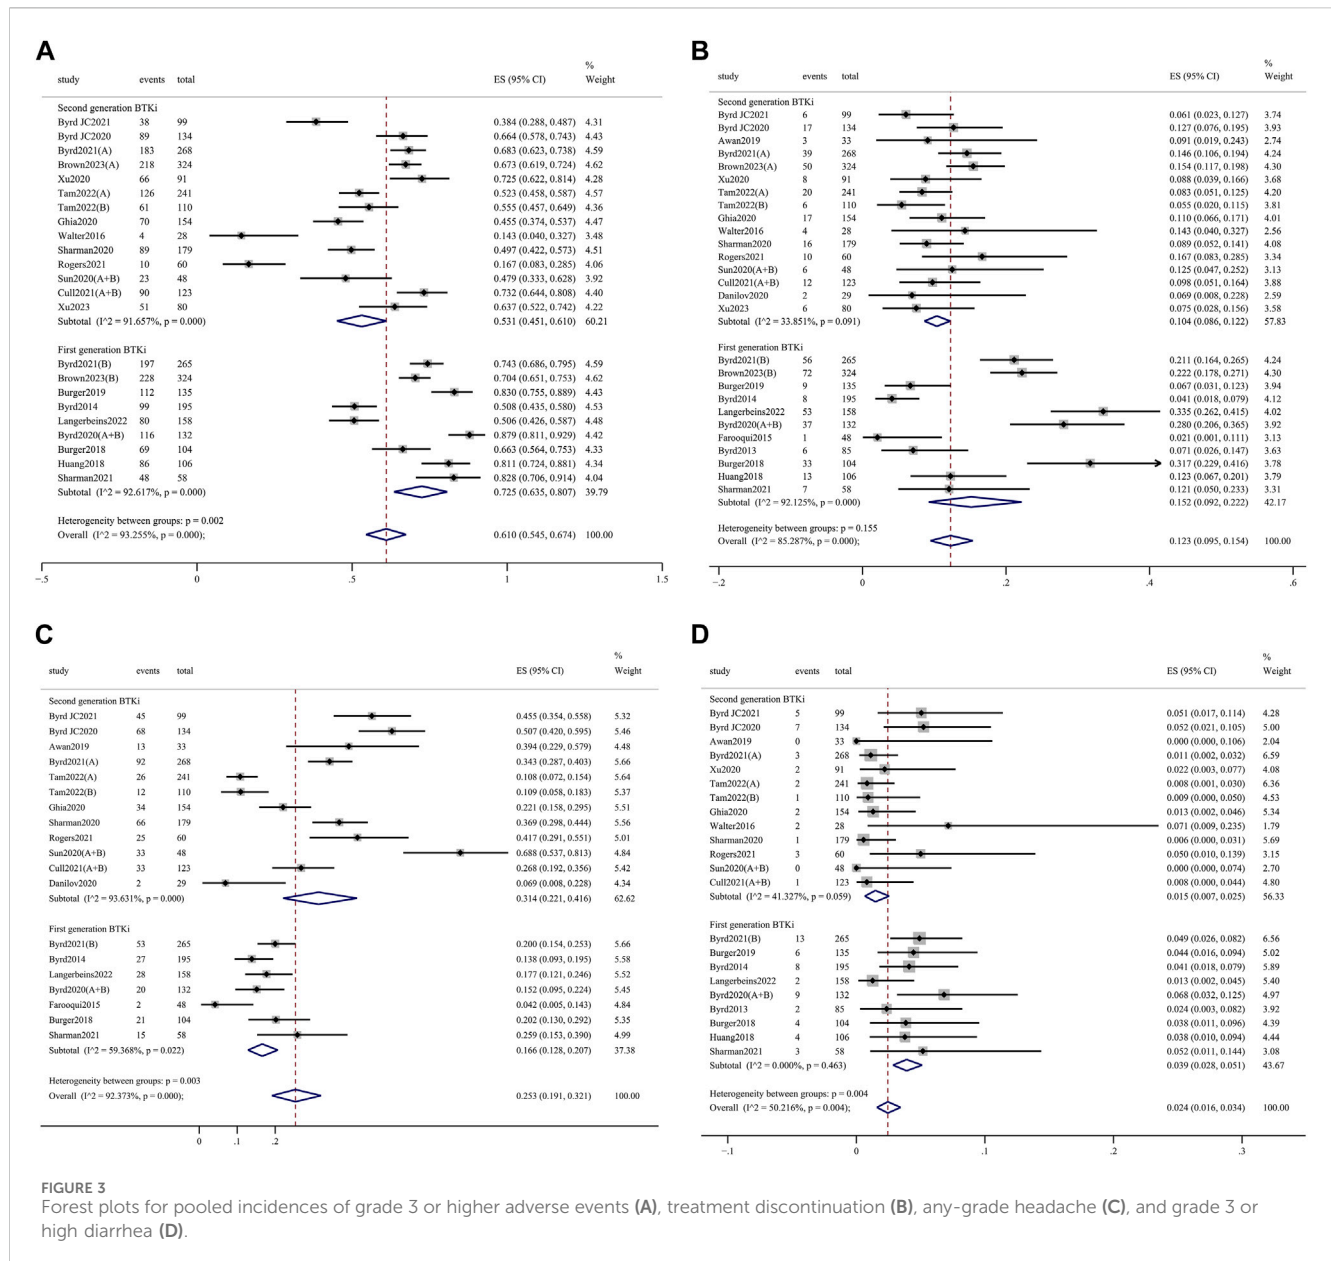 A
%
study events total ES (95% CI) Weight
Second generation BTKi
Byrd JC2021 38 99 0.384 (0.288, 0.487) 4.31
Byrd JC2020 89 134 0.664 (0.578, 0.743) 4.43
Byrd2021(A) 183 268 0.683 (0.623, 0.738) 4.59
Brown2023(A) 218 324 0.673 (0.619, 0.724) 4.62
Xu2020 66 91 0.725 (0.622, 0.814) 4.28
Tam2022(A) 126 241 0.523 (0.458, 0.587) 4.57
Tam2022(B) 61 110 0.555 (0.457, 0.649) 4.36
Ghia2020 70 154 0.455 (0.374, 0.537) 4.47
Walter2016 4 28 0.143 (0.040, 0.327) 3.48
Sharman2020 89 179 0.497 (0.422, 0.573) 4.51
Rogers2021 10 60 0.167 (0.083, 0.285) 4.06
Sun2020(A+B) 23 48 0.479 (0.333, 0.628) 3.92
Cull2021(A+B) 90 123 0.732 (0.644, 0.808) 4.40
Xu2023 51 80 0.637 (0.522, 0.742) 4.22
Subtotal (I^2 = 91.657%, p = 0.000) 0.531 (0.451, 0.610) 60.21
First generation BTKi
Byrd2021(B) 197 265 0.743 (0.686, 0.795) 4.59
Brown2023(B) 228 324 0.704 (0.651, 0.753) 4.62
Burger2019 112 135 0.830 (0.755, 0.889) 4.43
Byrd2014 99 195 0.508 (0.435, 0.580) 4.53
Langerbeins2022 80 158 0.506 (0.426, 0.587) 4.48
Byrd2020(A+B) 116 132 0.879 (0.811, 0.929) 4.42
Burger2018 69 104 0.663 (0.564, 0.753) 4.33
Huang2018 86 106 0.811 (0.724, 0.881) 4.34
Sharman2021 48 58 0.828 (0.706, 0.914) 4.04
Subtotal (I^2 = 92.617%, p = 0.000) 0.725 (0.635, 0.807) 39.79
Heterogeneity between groups: p = 0.002
Overall (I^2 = 93.255%, p = 0.000); 0.610 (0.545, 0.674) 100.00
-.5 0 .5 1 1.5
B
%
study events total ES (95% CI) Weight
Second generation BTKi
Byrd JC2021 6 99 0.061 (0.023, 0.127) 3.74
Byrd JC2020 17 134 0.127 (0.076, 0.195) 3.93
Awan2019 3 33 0.091 (0.019, 0.243) 2.74
Byrd2021(A) 39 268 0.146 (0.106, 0.194) 4.24
Brown2023(A) 50 324 0.154 (0.117, 0.198) 4.30
Xu2020 8 91 0.088 (0.039, 0.166) 3.68
Tam2022(A) 20 241 0.083 (0.051, 0.125) 4.20
Tam2022(B) 6 110 0.055 (0.020, 0.115) 3.81
Ghia2020 17 154 0.110 (0.066, 0.171) 4.01
Walter2016 4 28 0.143 (0.040, 0.327) 2.56
Sharman2020 16 179 0.089 (0.052, 0.141) 4.08
Rogers2021 10 60 0.167 (0.083, 0.285) 3.34
Sun2020(A+B) 6 48 0.125 (0.047, 0.252) 3.13
Cull2021(A+B) 12 123 0.098 (0.051, 0.164) 3.88
Danilov2020 2 29 0.069 (0.008, 0.228) 2.59
Xu2023 6 80 0.075 (0.028, 0.156) 3.58
Subtotal (I^2 = 33.851%, p = 0.091) 0.104 (0.086, 0.122) 57.83
First generation BTKi
Byrd2021(B) 56 265 0.211 (0.164, 0.265) 4.24
Brown2023(B) 72 324 0.222 (0.178, 0.271) 4.30
Burger2019 9 135 0.067 (0.031, 0.123) 3.94
Byrd2014 8 195 0.041 (0.018, 0.079) 4.12
Langerbeins2022 53 158 0.335 (0.262, 0.415) 4.02
Byrd2020(A+B) 37 132 0.280 (0.206, 0.365) 3.92
Farooqui2015 1 48 0.021 (0.001, 0.111) 3.13
Byrd2013 6 85 0.071 (0.026, 0.147) 3.63
Burger2018 33 104 0.317 (0.229, 0.416) 3.78
Huang2018 13 106 0.123 (0.067, 0.201) 3.79
Sharman2021 7 58 0.121 (0.050, 0.233) 3.31
Subtotal (I^2 = 92.125%, p = 0.000) 0.152 (0.092, 0.222) 42.17
Heterogeneity between groups: p = 0.155
Overall (I^2 = 85.287%, p = 0.000); 0.123 (0.095, 0.154) 100.00
-.2 0 .2 .4 .6
C
%
study events total ES (95% CI) Weight
Second generation BTKi
Byrd JC2021 45 99 0.455 (0.354, 0.558) 5.32
Byrd JC2020 68 134 0.507 (0.420, 0.595) 5.46
Awan2019 13 33 0.394 (0.229, 0.579) 4.48
Byrd2021(A) 92 268 0.343 (0.287, 0.403) 5.66
Tam2022(A) 26 241 0.108 (0.072, 0.154) 5.64
Tam2022(B) 12 110 0.109 (0.058, 0.183) 5.37
Ghia2020 34 154 0.221 (0.158, 0.295) 5.51
Sharman2020 66 179 0.369 (0.298, 0.444) 5.56
Rogers2021 25 60 0.417 (0.291, 0.551) 5.01
Sun2020(A+B) 33 48 0.688 (0.537, 0.813) 4.84
Cull2021(A+B) 33 123 0.268 (0.192, 0.356) 5.42
Danilov2020 2 29 0.069 (0.008, 0.228) 4.34
Subtotal (I^2 = 93.631%, p = 0.000) 0.314 (0.221, 0.416) 62.62
First generation BTKi
Byrd2021(B) 53 265 0.200 (0.154, 0.253) 5.66
Byrd2014 27 195 0.138 (0.093, 0.195) 5.58
Langerbeins2022 28 158 0.177 (0.121, 0.246) 5.52
Byrd2020(A+B) 20 132 0.152 (0.095, 0.224) 5.45
Farooqui2015 2 48 0.042 (0.005, 0.143) 4.84
Burger2018 21 104 0.202 (0.130, 0.292) 5.35
Sharman2021 15 58 0.259 (0.153, 0.390) 4.99
Subtotal (I^2 = 59.368%, p = 0.022) 0.166 (0.128, 0.207) 37.38
Heterogeneity between groups: p = 0.003
Overall (I^2 = 92.373%, p = 0.000); 0.253 (0.191, 0.321) 100.00
0 .1 .2
D
%
study events total ES (95% CI) Weight
Second generation BTKi
Byrd JC2021 5 99 0.051 (0.017, 0.114) 4.28
Byrd JC2020 7 134 0.052 (0.021, 0.105) 5.00
Awan2019 0 33 0.000 (0.000, 0.106) 2.04
Byrd2021(A) 3 268 0.011 (0.002, 0.032) 6.59
Xu2020 2 91 0.022 (0.003, 0.077) 4.08
Tam2022(A) 2 241 0.008 (0.001, 0.030) 6.36
Tam2022(B) 1 110 0.009 (0.000, 0.050) 4.53
Ghia2020 2 154 0.013 (0.002, 0.046) 5.34
Walter2016 2 28 0.071 (0.009, 0.235) 1.79
Sharman2020 1 179 0.006 (0.000, 0.031) 5.69
Rogers2021 3 60 0.050 (0.010, 0.139) 3.15
Sun2020(A+B) 0 48 0.000 (0.000, 0.074) 2.70
Cull2021(A+B) 1 123 0.008 (0.000, 0.044) 4.80
Subtotal (I^2 = 41.327%, p = 0.059) 0.015 (0.007, 0.025) 56.33
First generation BTKi
Byrd2021(B) 13 265 0.049 (0.026, 0.082) 6.56
Burger2019 6 135 0.044 (0.016, 0.094) 5.02
Byrd2014 8 195 0.041 (0.018, 0.079) 5.89
Langerbeins2022 2 158 0.013 (0.002, 0.045) 5.40
Byrd2020(A+B) 9 132 0.068 (0.032, 0.125) 4.97
Byrd2013 2 85 0.024 (0.003, 0.082) 3.92
Burger2018 4 104 0.038 (0.011, 0.096) 4.39
Huang2018 4 106 0.038 (0.010, 0.094) 4.44
Sharman2021 3 58 0.052 (0.011, 0.144) 3.08
Subtotal (I^2 = 0.000%, p = 0.463) 0.039 (0.028, 0.051) 43.67
Heterogeneity between groups: p = 0.004
Overall (I^2 = 50.216%, p = 0.004); 0.024 (0.016, 0.034) 100.00
-.1 0 .1 .2 .3
FIGURE 3
Forest plots for pooled incidences of grade 3 or higher adverse events (A), treatment discontinuation (B), any-grade headache (C), and grade 3 or
high diarrhea (D).